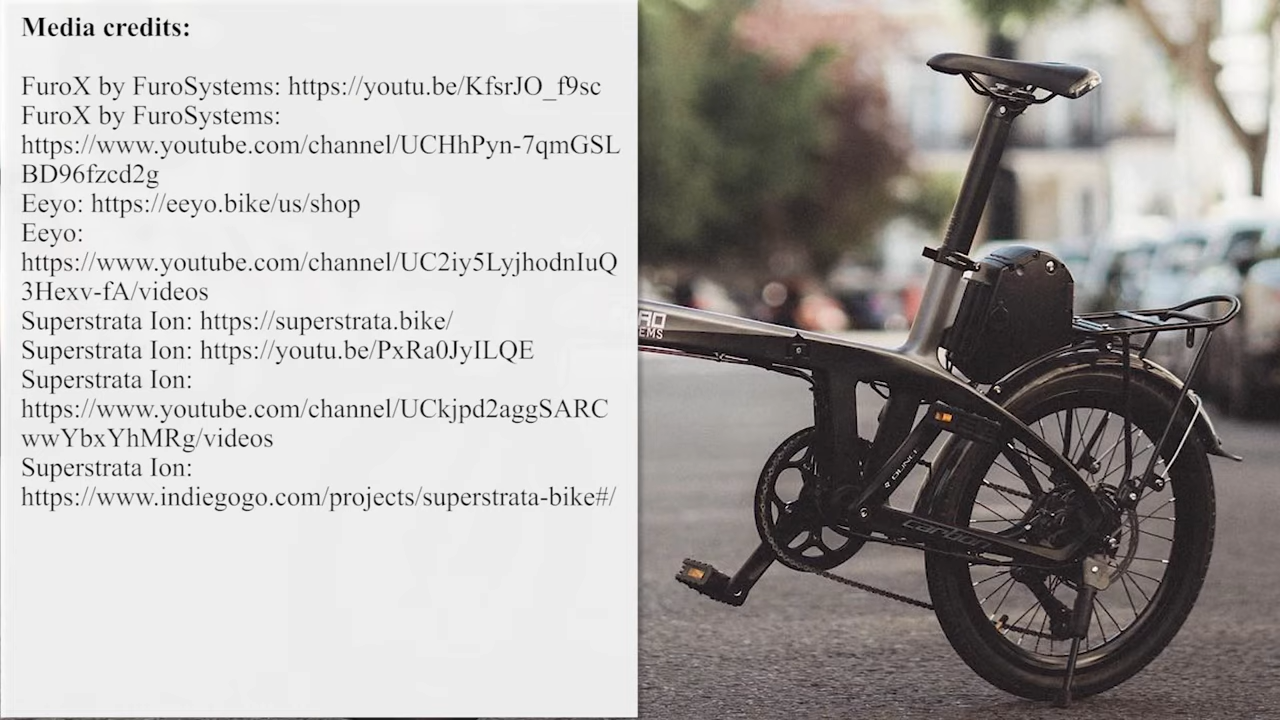 Media credits:
FuroX by FuroSystems: https://youtu.be/KfsrJO_f9sc
FuroX by FuroSystems:
https://www.youtube.com/channel/UCHhPyn-7qmGSL
BD96fzcd2g
Eeyo: https://eeyo.bike/us/shop
Eeyo:
https://www.youtube.com/channel/UC2iy5LyjhodnIuQ
3Hexv-fA/videos
Superstrata Ion: https://superstrata.bike/
Superstrata Ion: https://youtu.be/PxRa0JyILQE
Superstrata Ion:
https://www.youtube.com/channel/UCkjpd2aggSARC
wwYbxYhMRg/videos
Superstrata Ion:
https://www.indiegogo.com/projects/superstrata-bike#/
carbon